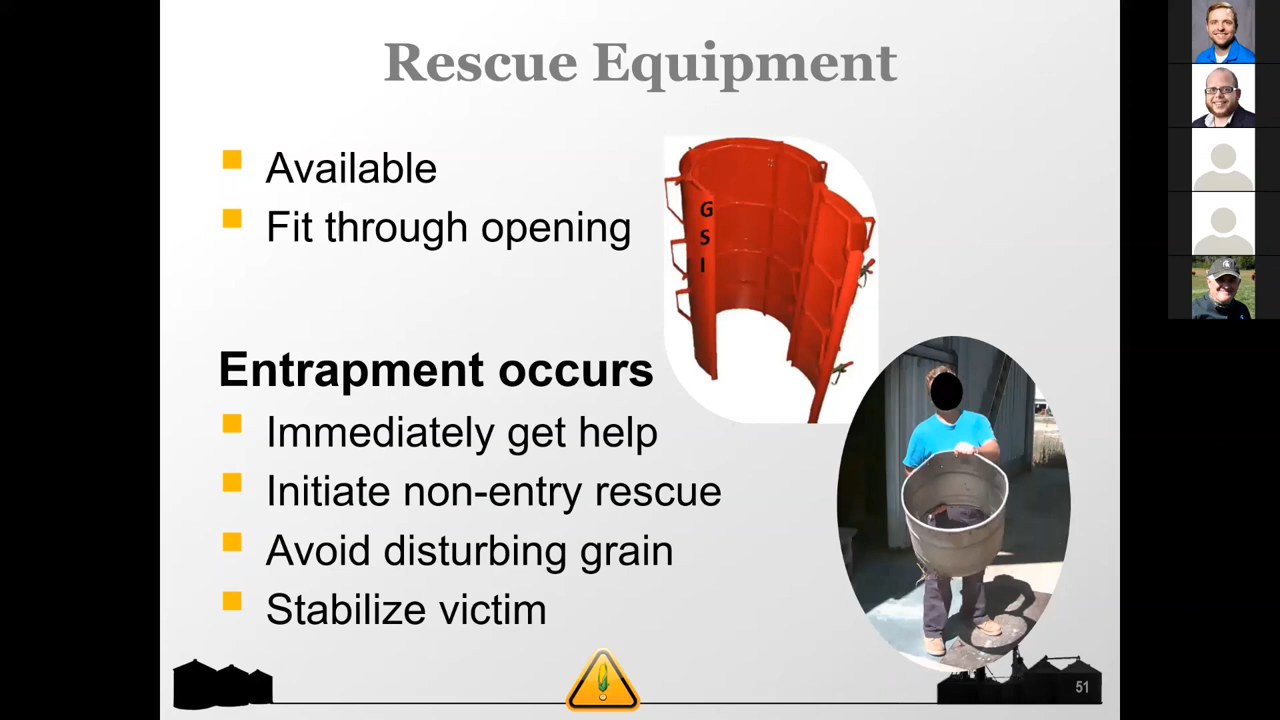 Rescue Equipment
Available
Fit through opening
G
S
I
Entrapment occurs
Immediately get help
Initiate non-entry rescue
Avoid disturbing grain
Stabilize victim
51